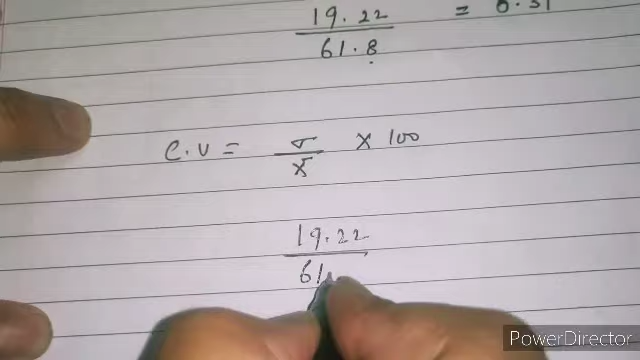 19.22 = 0.31
61.8
C.V = σ × 100
x̄
19.22
61
PowerDirector